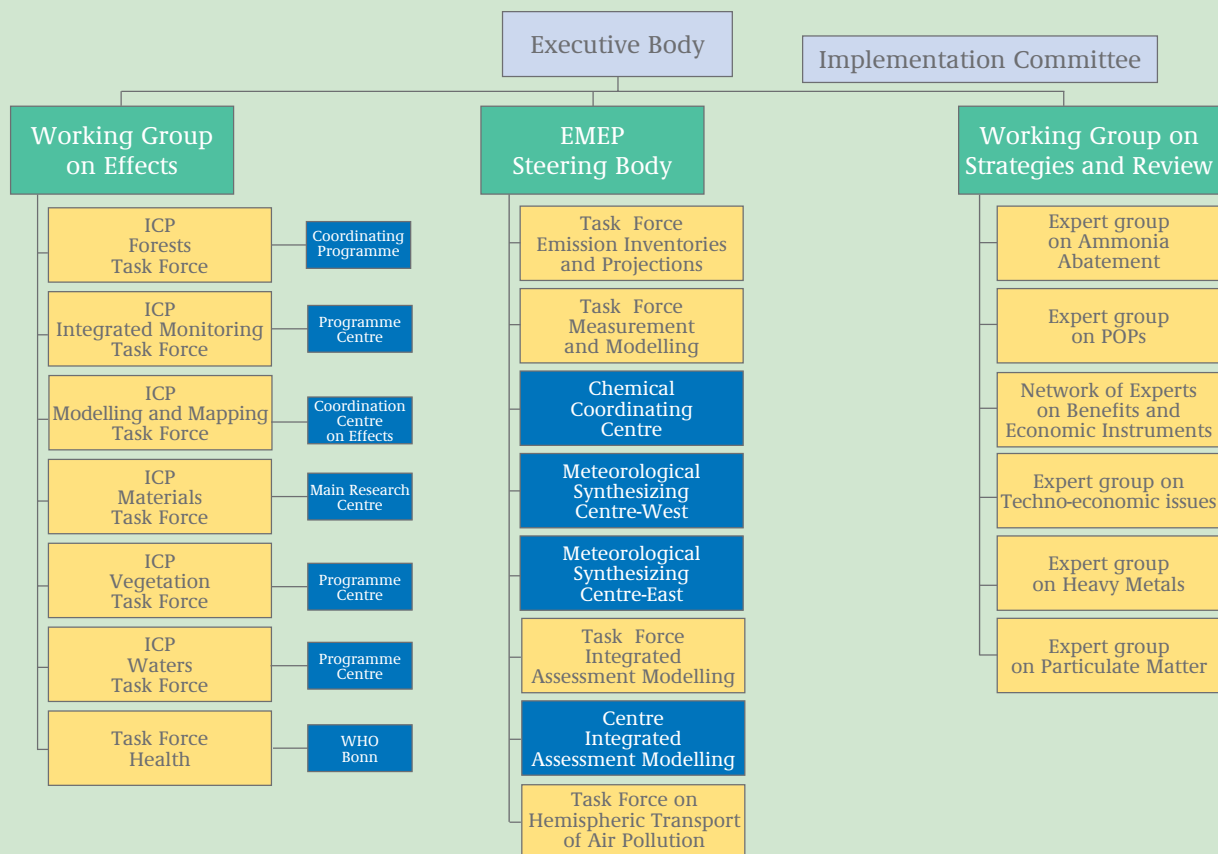 Executive Body
Implementation Committee
Working Group
on Effects
ICP
Forests
Task Force
Coordinating
Programme
ICP
Integrated Monitoring
Task Force
Programme
Centre
ICP
Modelling and Mapping
Task Force
Coordination
Centre
on Effects
ICP
Materials
Task Force
Main Research
Centre
ICP
Vegetation
Task Force
Programme
Centre
ICP
Waters
Task Force
Programme
Centre
Task Force
Health
WHO
Bonn
EMEP
Steering Body
Task Force
Emission Inventories
and Projections
Task Force
Measurement
and Modelling
Chemical
Coordinating
Centre
Meteorological
Synthesizing
Centre-West
Meteorological
Synthesizing
Centre-East
Task Force
Integrated
Assessment Modelling
Centre
Integrated
Assessment Modelling
Task Force on
Hemispheric Transport
of Air Pollution
Working Group on
Strategies and Review
Expert group
on Ammonia
Abatement
Expert group
on POPs
Network of Experts
on Benefits and
Economic Instruments
Expert group on
Techno-economic issues
Expert group
on Heavy Metals
Expert group
on Particulate Matter